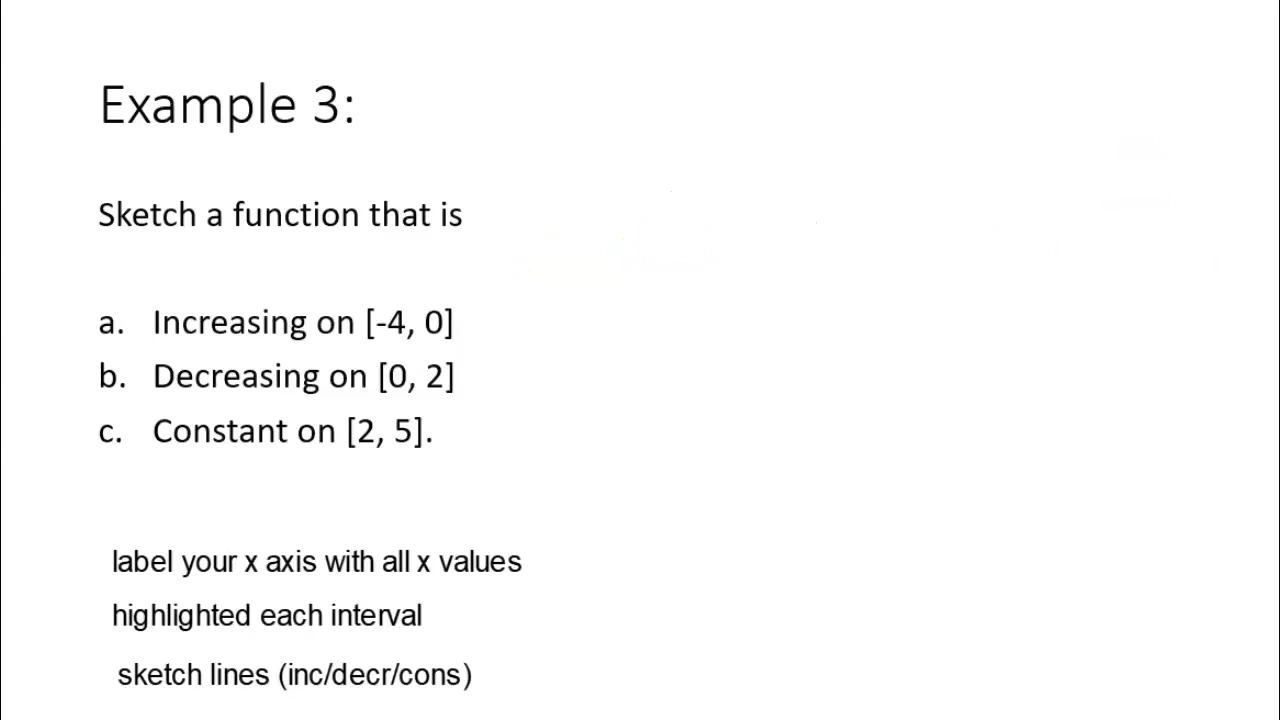 Example 3:
Sketch a function that is
a. Increasing on [-4, 0]
b. Decreasing on [0, 2]
c. Constant on [2, 5].
label your x axis with all x values
highlighted each interval
sketch lines (inc/decr/cons)